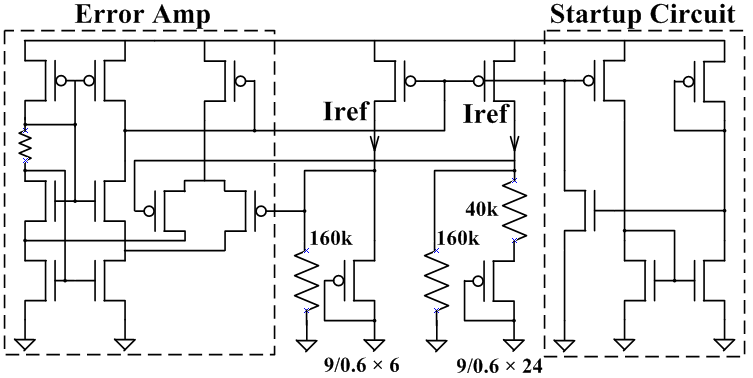 Error Amp
Startup Circuit
Iref
Iref
160k
160k
40k
9/0.6 × 6
9/0.6 × 24